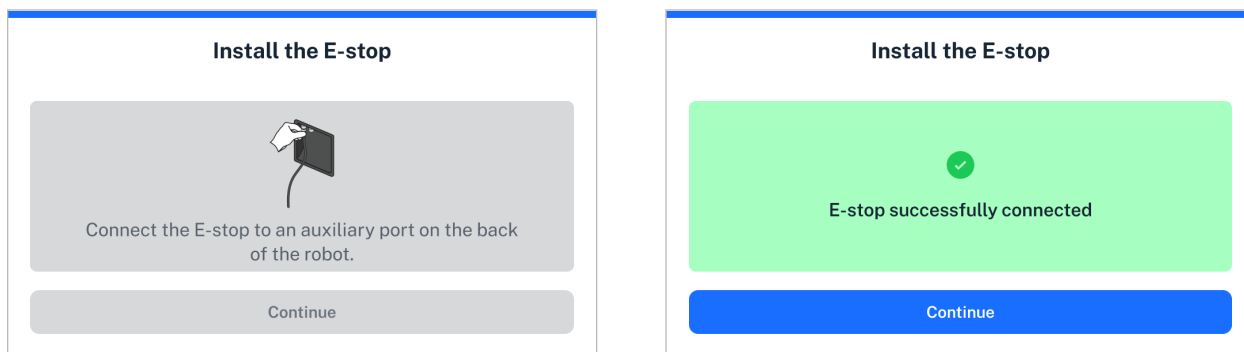 Install the E-stop
Connect the E-stop to an auxiliary port on the back
of the robot.
Continue
Install the E-stop
E-stop successfully connected
Continue